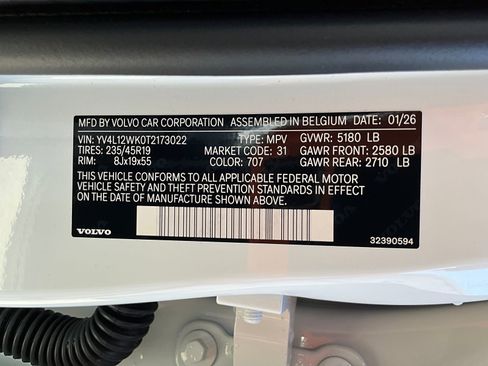 MFD BY VOLVO CAR CORPORATION ASSEMBLED IN BELGIUM DATE: 01/26
VIN: YV4L12WK0T2173022 TYPE: MPV GVWR: 5180 LB
TIRES: 235/45R19 MARKET CODE: 31 GAWR FRONT: 2580 LB
RIM: 8Jx19x55 COLOR: 707 GAWR REAR: 2710 LB
THIS VEHICLE CONFORMS TO ALL APPLICABLE FEDERAL MOTOR
VEHICLE SAFETY AND THEFT PREVENTION STANDARDS IN EFFECT
ON THE DATE OF MANUFACTURE SHOWN ABOVE.
VOLVO 32390594